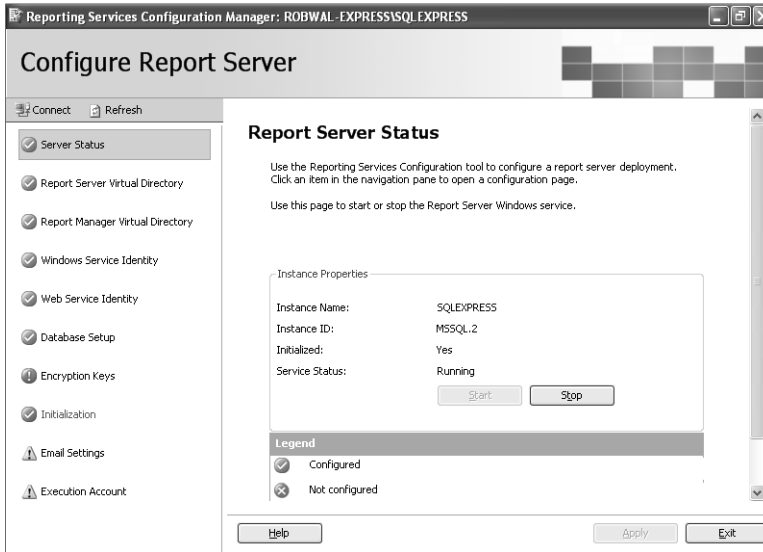 Reporting Services Configuration Manager: ROBWAL-EXPRESS\SQLEXPRESS
Configure Report Server
Connect Refresh
Server Status
Report Server Virtual Directory
Report Manager Virtual Directory
Windows Service Identity
Web Service Identity
Database Setup
Encryption Keys
Initialization
Email Settings
Execution Account
Report Server Status
Use the Reporting Services Configuration tool to configure a report server deployment.
Click an item in the navigation pane to open a configuration page.
Use this page to start or stop the Report Server Windows service.
Instance Properties
Instance Name: SQLEXPRESS
Instance ID: MSSQL.2
Initialized: Yes
Service Status: Running
Start Stop
Legend
Configured
Not configured
Help Apply Exit